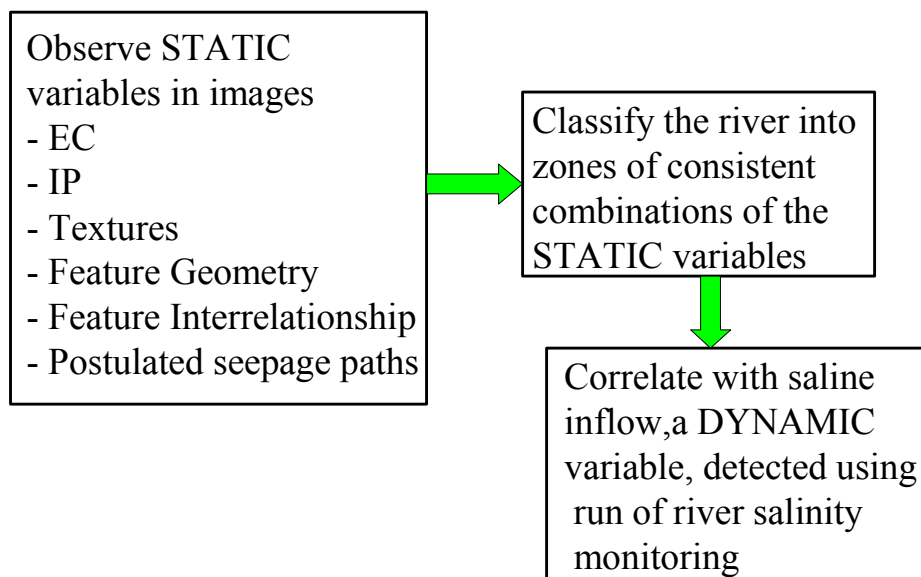 Observe STATIC
variables in images
- EC
- IP
- Textures
- Feature Geometry
- Feature Interrelationship
- Postulated seepage paths
Classify the river into
zones of consistent
combinations of the
STATIC variables
Correlate with saline
inflow,a DYNAMIC
variable, detected using
run of river salinity
monitoring